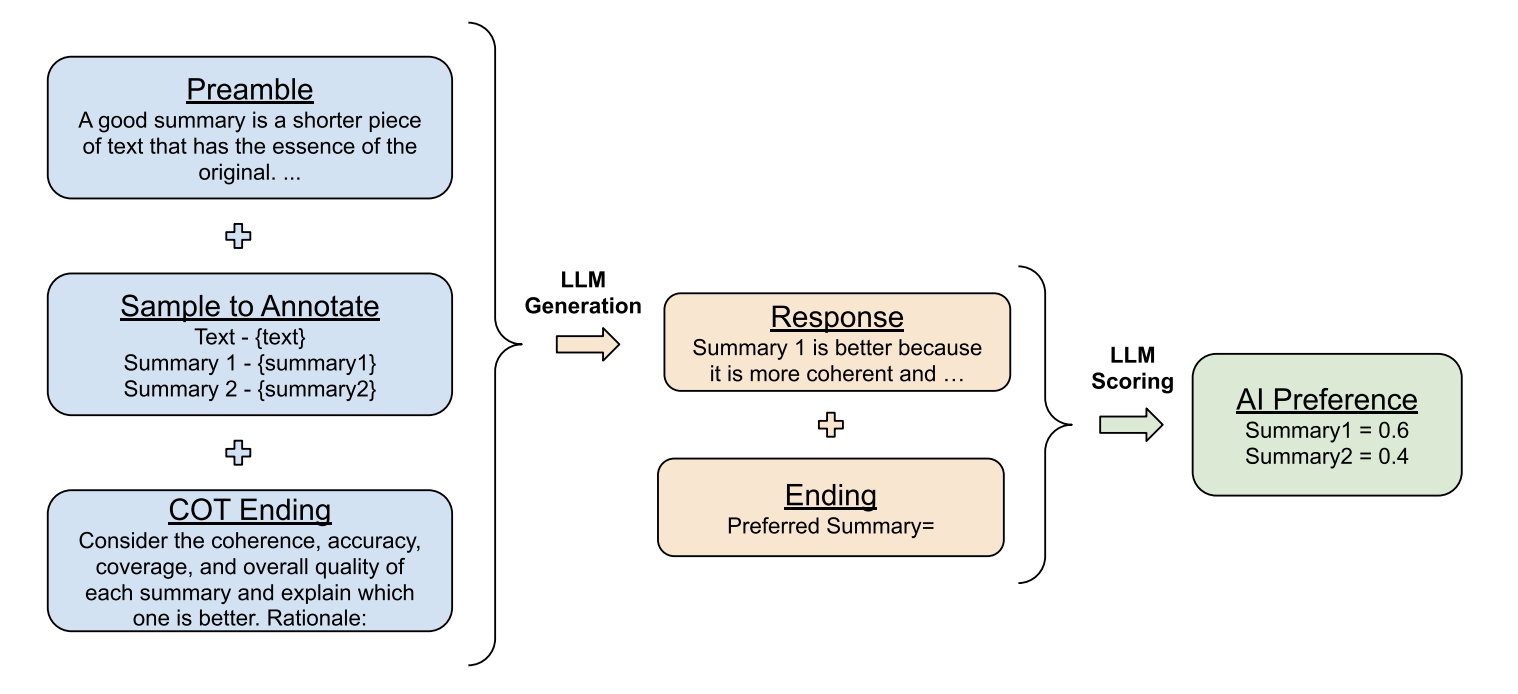 Preamble
A good summary is a shorter piece
of text that has the essence of the
original. ...
Sample to Annotate
Text - {text}
Summary 1 - {summary1}
Summary 2 - {summary2}
COT Ending
Consider the coherence, accuracy,
coverage, and overall quality of
each summary and explain which
one is better. Rationale:
LLM
Generation
Response
Summary 1 is better because
it is more coherent and …
Ending
Preferred Summary=
LLM
Scoring
AI Preference
Summary1 = 0.6
Summary2 = 0.4